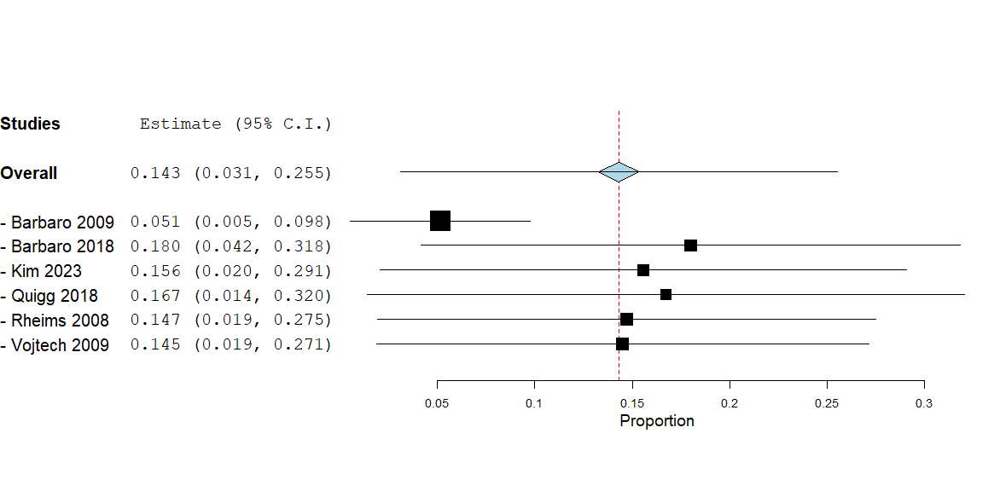 Studies Estimate (95% C.I.)
Overall 0.143 (0.031, 0.255)
- Barbaro 2009 0.051 (0.005, 0.098)
- Barbaro 2018 0.180 (0.042, 0.318)
- Kim 2023 0.156 (0.020, 0.291)
- Quigg 2018 0.167 (0.014, 0.320)
- Rheims 2008 0.147 (0.019, 0.275)
- Vojtech 2009 0.145 (0.019, 0.271)
0.05 0.1 0.15 0.2 0.25 0.3
Proportion